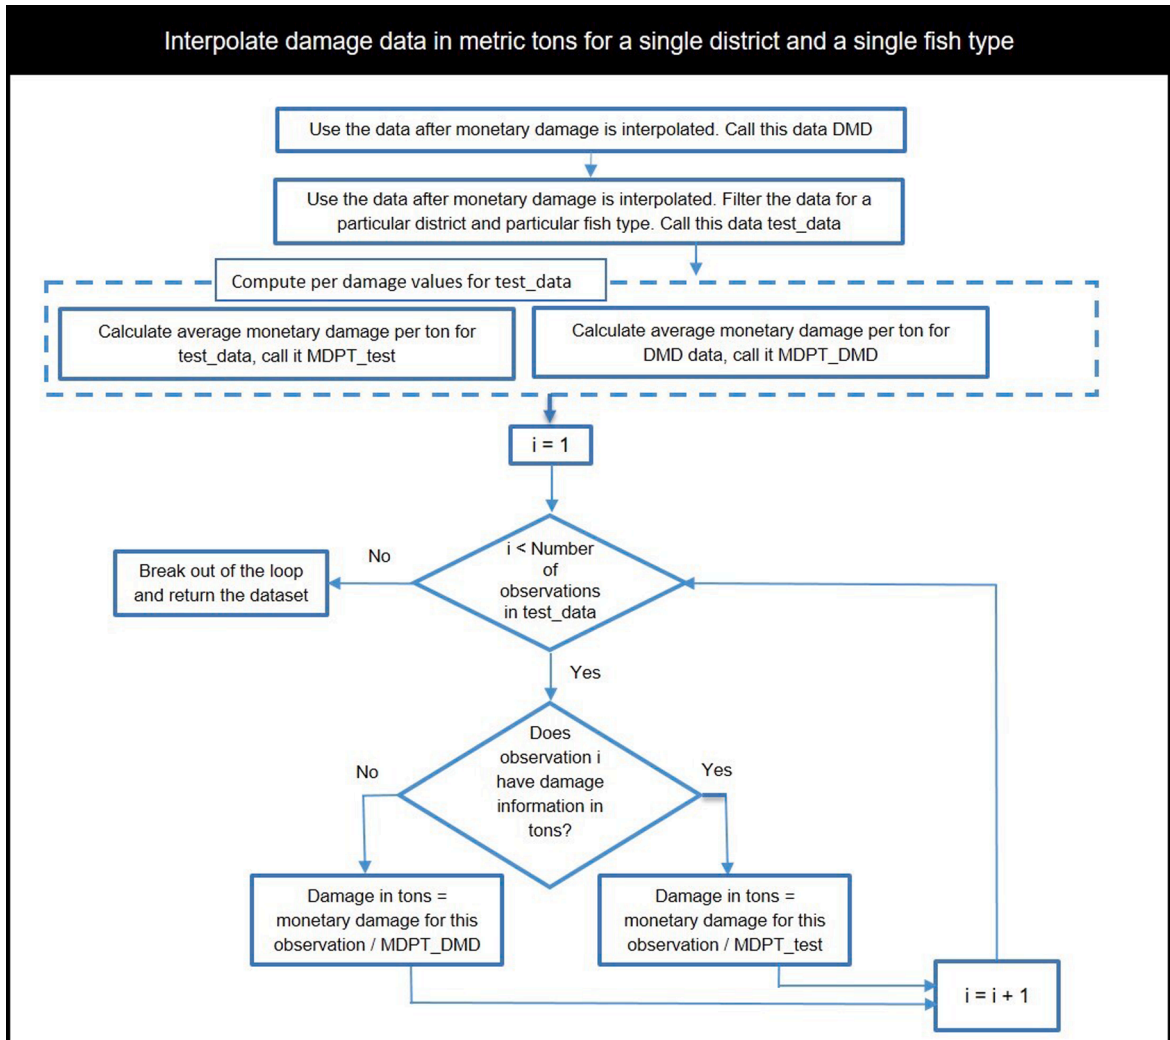 Interpolate damage data in metric tons for a single district and a single fish type
Use the data after monetary damage is interpolated. Call this data DMD
Use the data after monetary damage is interpolated. Filter the data for a
particular district and particular fish type. Call this data test_data
Compute per damage values for test_data
Calculate average monetary damage per ton for
test_data, call it MDPT_test
Calculate average monetary damage per ton for
DMD data, call it MDPT_DMD
i = 1
i < Number
of
observations
in test_data
No
Break out of the loop
and return the dataset
Yes
Does
observation i
have damage
information in
tons?
No
Yes
Damage in tons =
monetary damage for this
observation / MDPT_DMD
Damage in tons =
monetary damage for this
observation / MDPT_test
i = i + 1